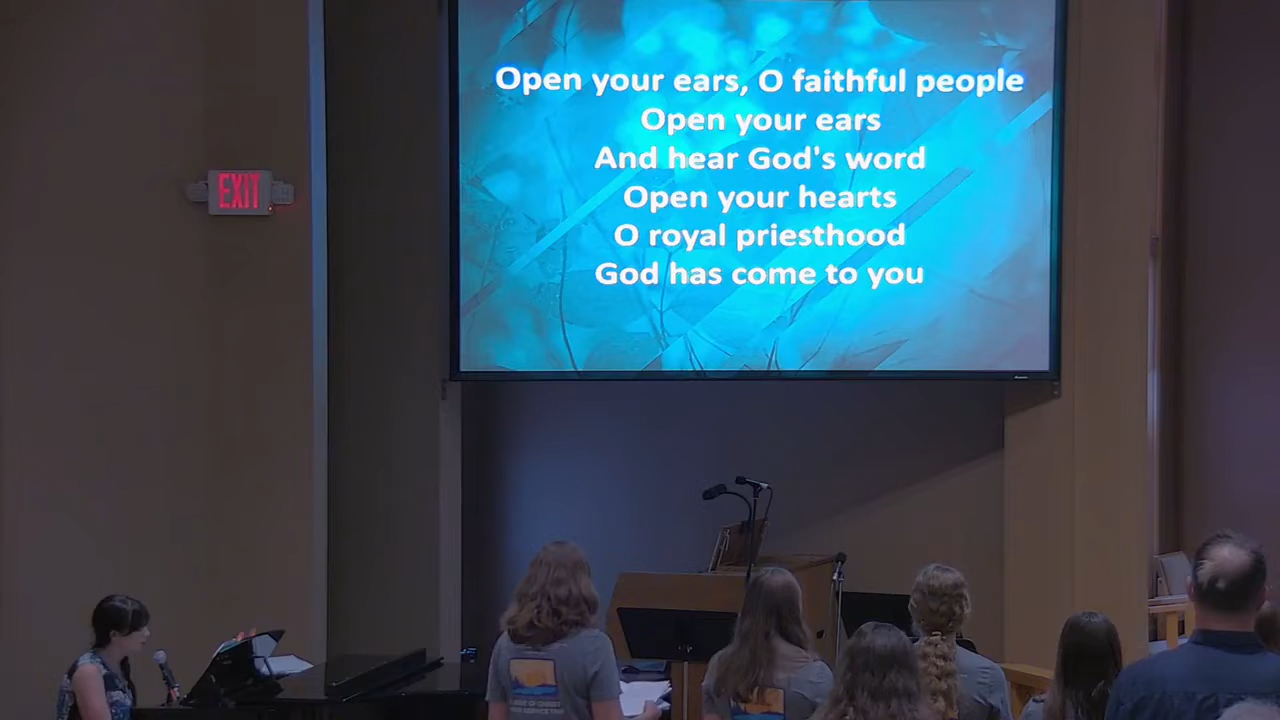 Open your ears, O faithful people
Open your ears
And hear God's word
Open your hearts
O royal priesthood
God has come to you
EXIT